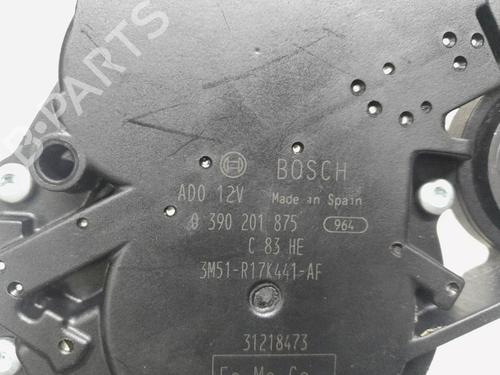 BOSCH
ADO 12V Made in Spain
0 390 201 875 964
C 83 HE
3M51-R17K441-AF
31218473
B-PARTS